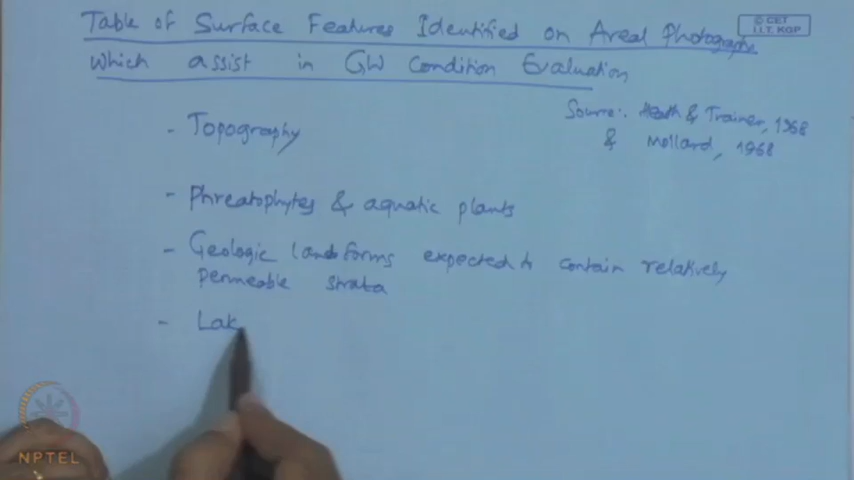 Table of Surface Features Identified on Areal Photographs
© CET
I.I.T. KGP
which assist in GW Condition Evaluation
Source:. Heath & Trainer, 1968
& Mollard, 1968
- Topography
- Phreatophytes & aquatic plants
- Geologic landforms expected to contain relatively
permeable strata
- Lak
NPTEL